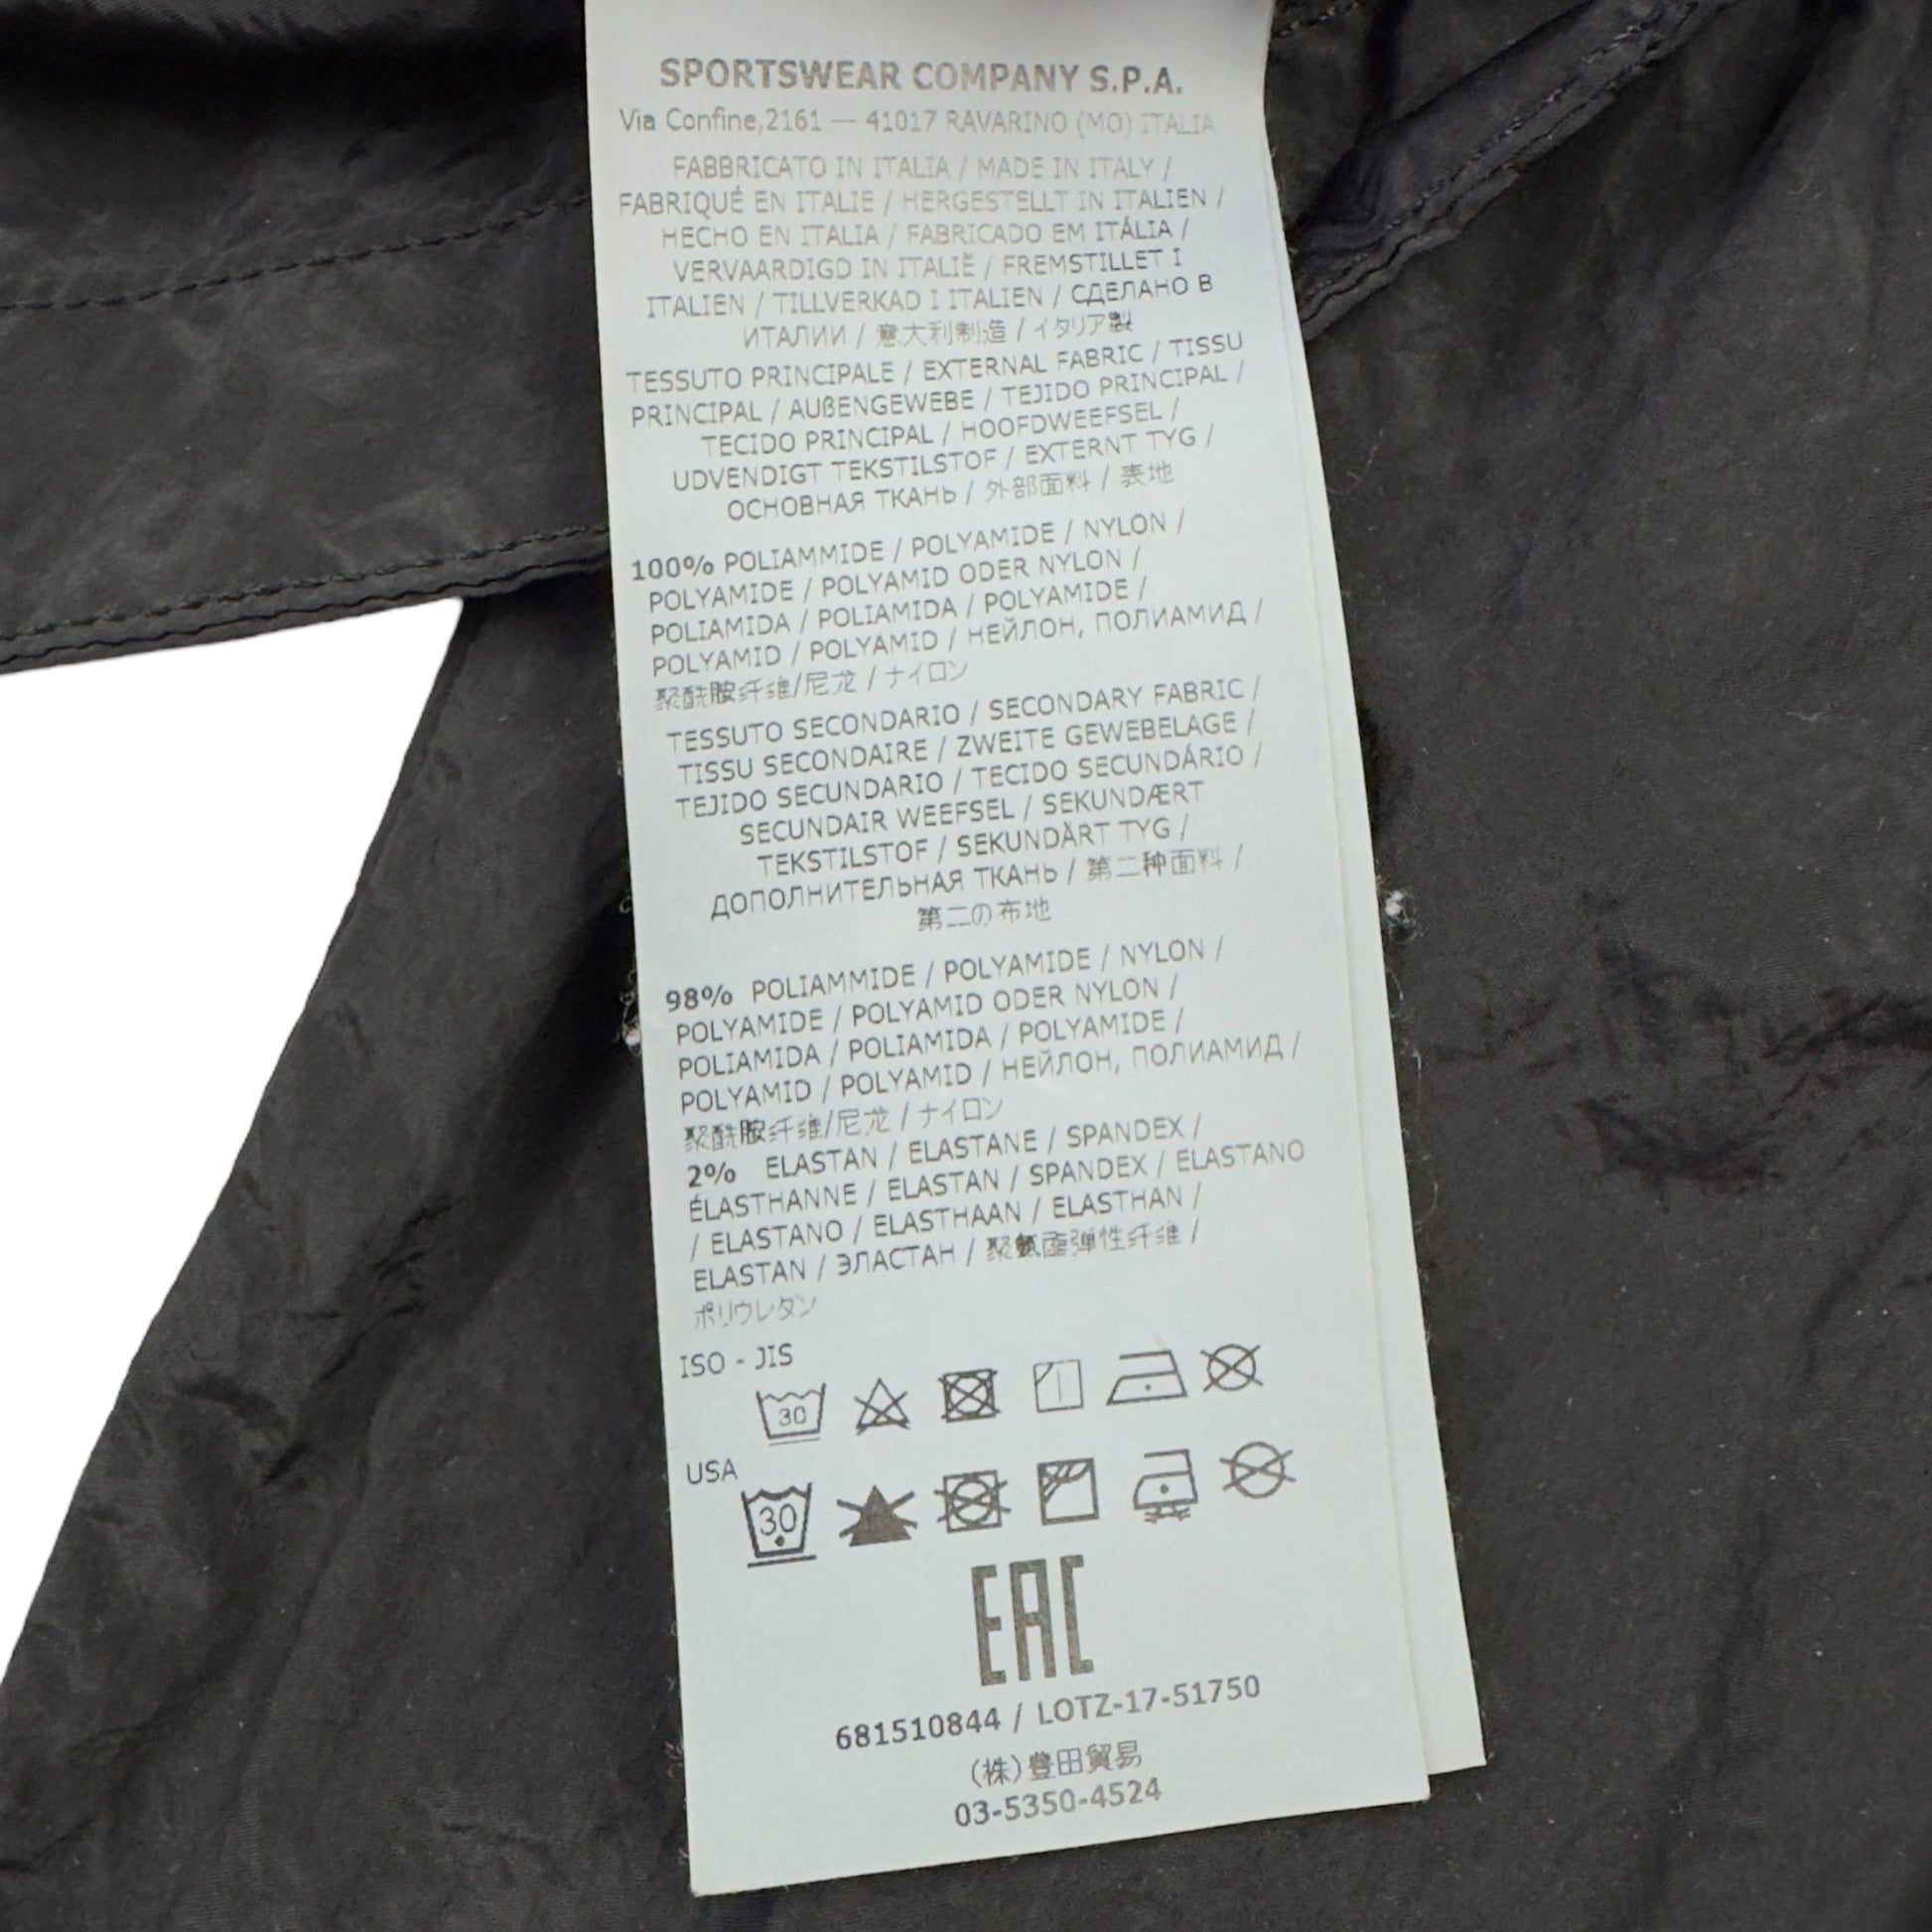 SPORTSWEAR COMPANY S.P.A.
Via Confine,2161 — 41017 RAVARINO (MO) ITALIA
FABBRICATO IN ITALIA / MADE IN ITALY /
FABRIQUÉ EN ITALIE / HERGESTELLT IN ITALIEN /
HECHO EN ITALIA / FABRICADO EM ITÁLIA /
VERVAARDIGD IN ITALIË / FREMSTILLET I
ITALIEN / TILLVERKAD I ITALIEN / СДЕЛАНО В
ИТАЛИИ / 意大利制造 / イタリア製
TESSUTO PRINCIPALE / EXTERNAL FABRIC / TISSU
PRINCIPAL / AUßENGEWEBE / TEJIDO PRINCIPAL /
TECIDO PRINCIPAL / HOOFDWEEFSEL /
UDVENDIGT TEKSTILSTOF / EXTERNT TYG /
ОСНОВНАЯ ТКАНЬ / 外部面料 / 表地
100% POLIAMMIDE / POLYAMIDE / NYLON /
POLYAMIDE / POLYAMID ODER NYLON /
POLIAMIDA / POLIAMIDA / POLYAMIDE /
POLYAMID / POLYAMID / НЕЙЛОН, ПОЛИАМИД /
聚酰胺纤维/尼龙 / ナイロン
TESSUTO SECONDARIO / SECONDARY FABRIC /
TISSU SECONDAIRE / ZWEITE GEWEBELAGE /
TEJIDO SECUNDARIO / TECIDO SECUNDÁRIO /
SECUNDAIR WEEFSEL / SEKUNDÆRT
TEKSTILSTOF / SEKUNDÄRT TYG /
ДОПОЛНИТЕЛЬНАЯ ТКАНЬ / 第二种面料 /
第二の布地
98% POLIAMMIDE / POLYAMIDE / NYLON /
POLYAMIDE / POLYAMID ODER NYLON /
POLIAMIDA / POLIAMIDA / POLYAMIDE /
POLYAMID / POLYAMID / НЕЙЛОН, ПОЛИАМИД /
聚酰胺纤维/尼龙 / ナイロン
2% ELASTAN / ELASTANE / SPANDEX /
ÉLASTHANNE / ELASTAN / SPANDEX / ELASTANO
/ ELASTANO / ELASTHAAN / ELASTHAN /
ELASTAN / ЭЛАСТАН / 聚氨酯弹性纤维 /
ポリウレタン
ISO - JIS
30
USA
30
EAC
681510844 / LOTZ-17-51750
(株)豊田貿易
03-5350-4524